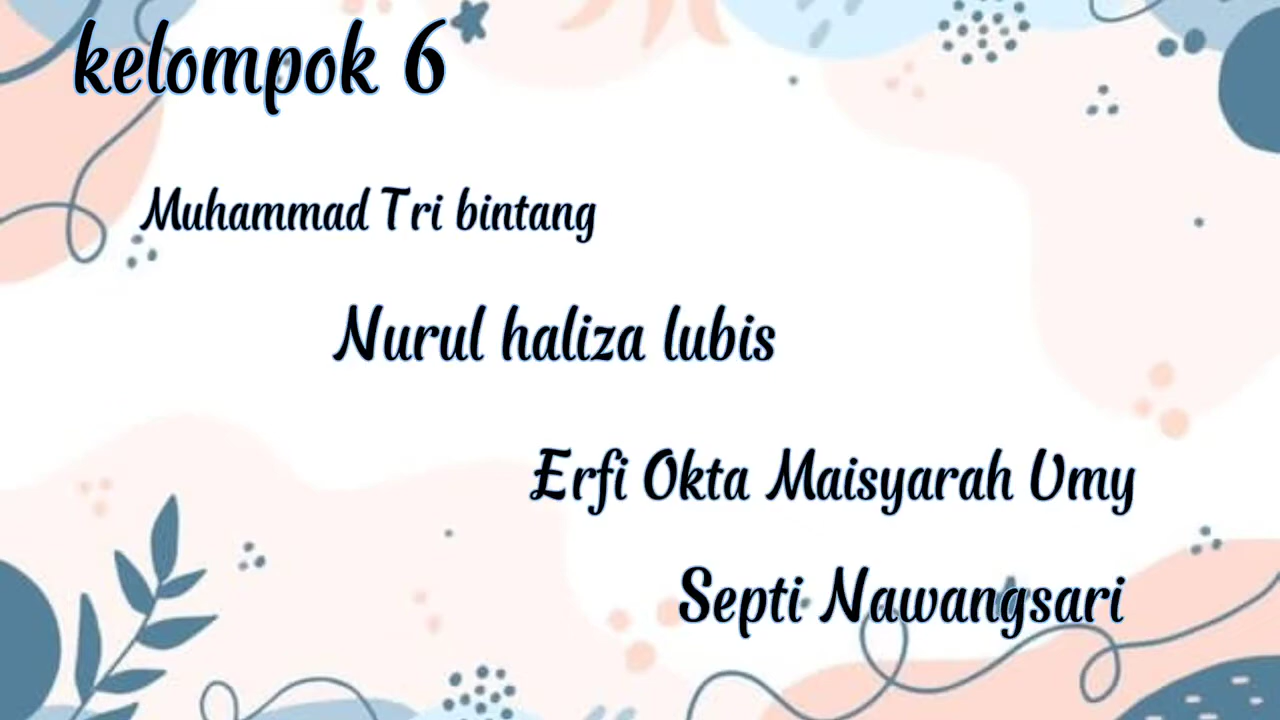 kelompok 6
Muhammad Tri bintang
Nurul haliza lubis
Erfi Okta Maisyarah Umy
Septi Nawangsari